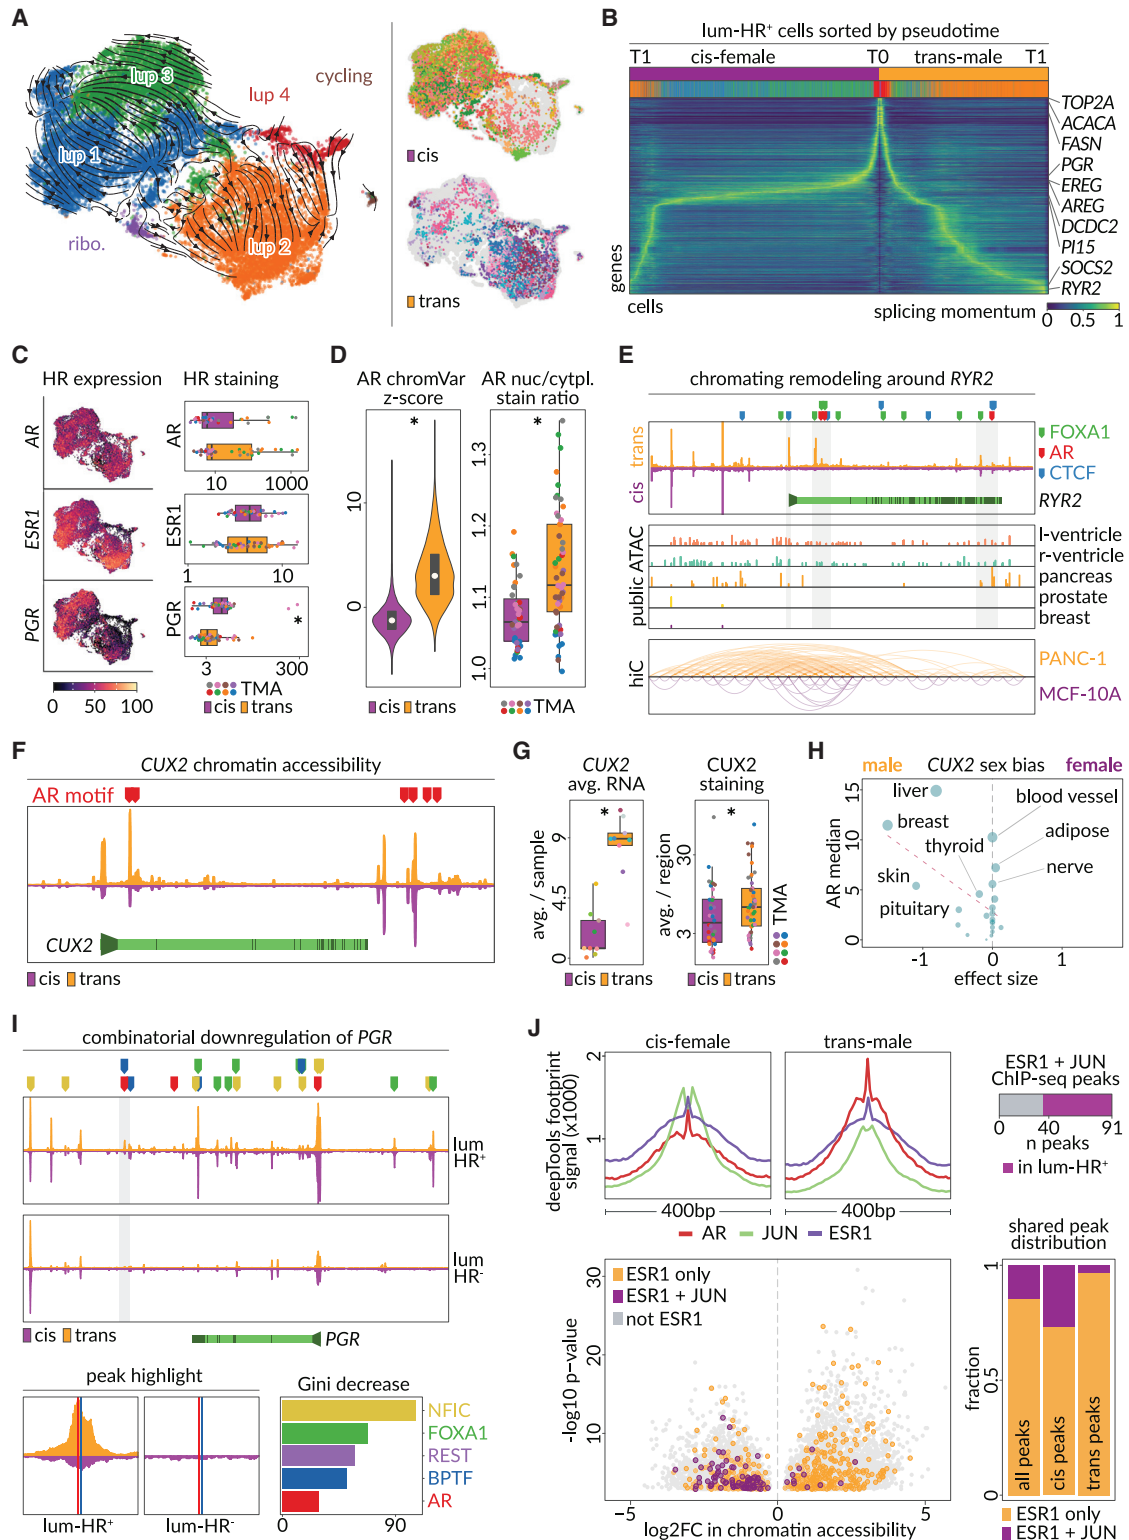 A
lup 3
cycling
lup 4
lup 1
lup 2
ribo.
cis
trans
B
lum-HR⁺ cells sorted by pseudotime
T1 cis-female T0 trans-male T1
TOP2A
ACACA
FASN
PGR
EREG
AREG
DCDC2
PI15
SOCS2
RYR2
genes
cells
splicing momentum
0 0.5 1
C
HR expression
HR staining
AR
ESR1
PGR
0 50 100
AR
10 1000
ESR1
1 10
PGR
*
3 300
TMA
cis trans
D
AR chromVar
z-score
*
10
0
cis trans
AR nuc/cytpl.
stain ratio
*
1.3
1.2
1.1
1.0
TMA
E
chromating remodeling around RYR2
trans
cis
FOXA1
AR
CTCF
RYR2
public ATAC
l-ventricle
r-ventricle
pancreas
prostate
breast
hiC
PANC-1
MCF-10A
F
CUX2 chromatin accessibility
AR motif
CUX2
cis trans
G
CUX2
avg. RNA
*
avg. / sample
9
4.5
0
cis trans
CUX2
staining
*
avg. / region
30
3
TMA
cis trans
H
male CUX2 sex bias female
AR median
15
10
5
0
liver
blood vessel
breast
adipose
thyroid
nerve
skin
pituitary
-1 0 1
effect size
I
combinatorial downregulation of PGR
lum
HR⁺
lum
HR⁻
cis trans
PGR
peak highlight
lum-HR⁺ lum-HR⁻
Gini decrease
NFIC
FOXA1
REST
BPTF
AR
0 90
J
cis-female trans-male
deepTools footprint
signal (x1000)
2
1
400bp 400bp
AR JUN ESR1
ESR1 + JUN
ChIP-seq peaks
0 40 91
n peaks
in lum-HR⁺
-log10 p-value
30
20
10
ESR1 only
ESR1 + JUN
not ESR1
−5 0 5
log2FC in chromatin accessibility
shared peak
distribution
fraction
1
0.5
0
all peaks
cis peaks
trans peaks
ESR1 only
ESR1 + JUN